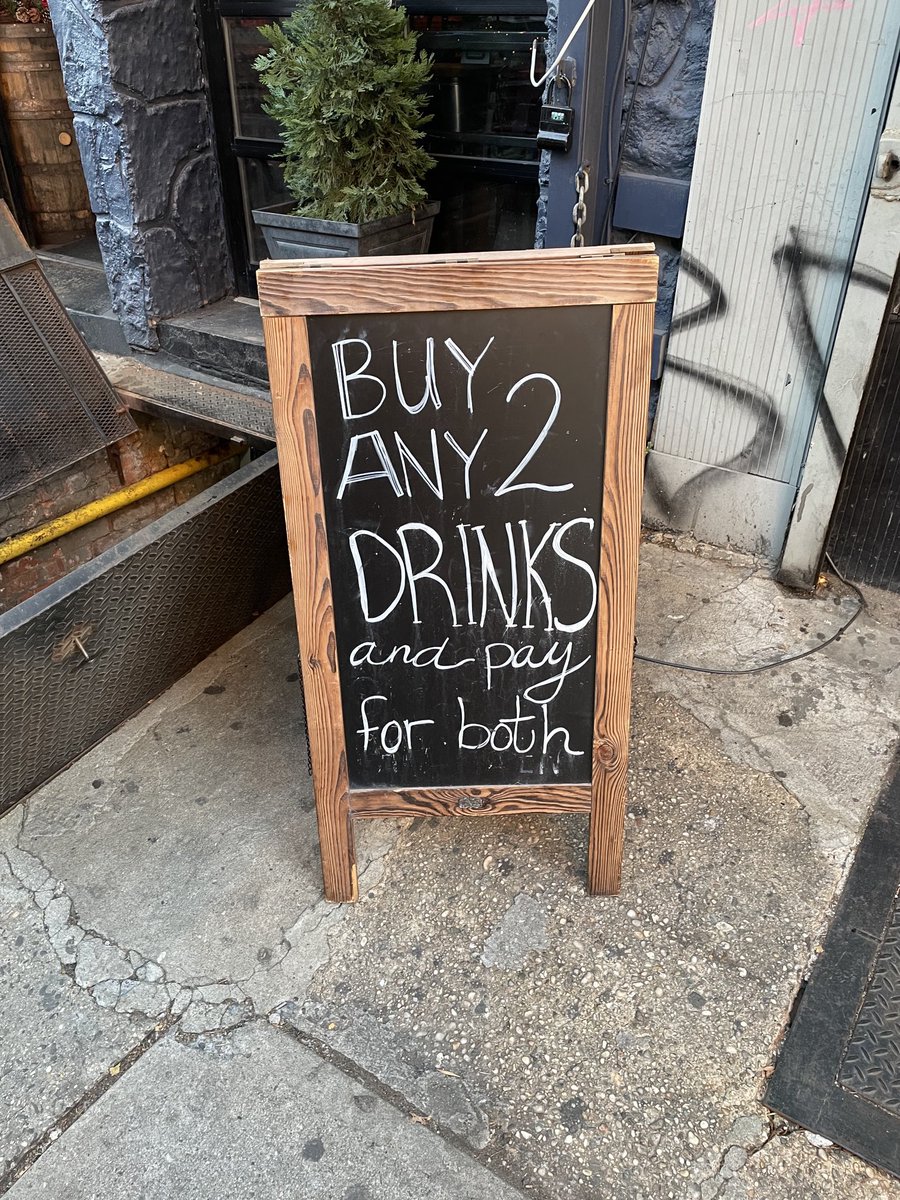 BUY
ANY 2
DRINKS
and pay
for both